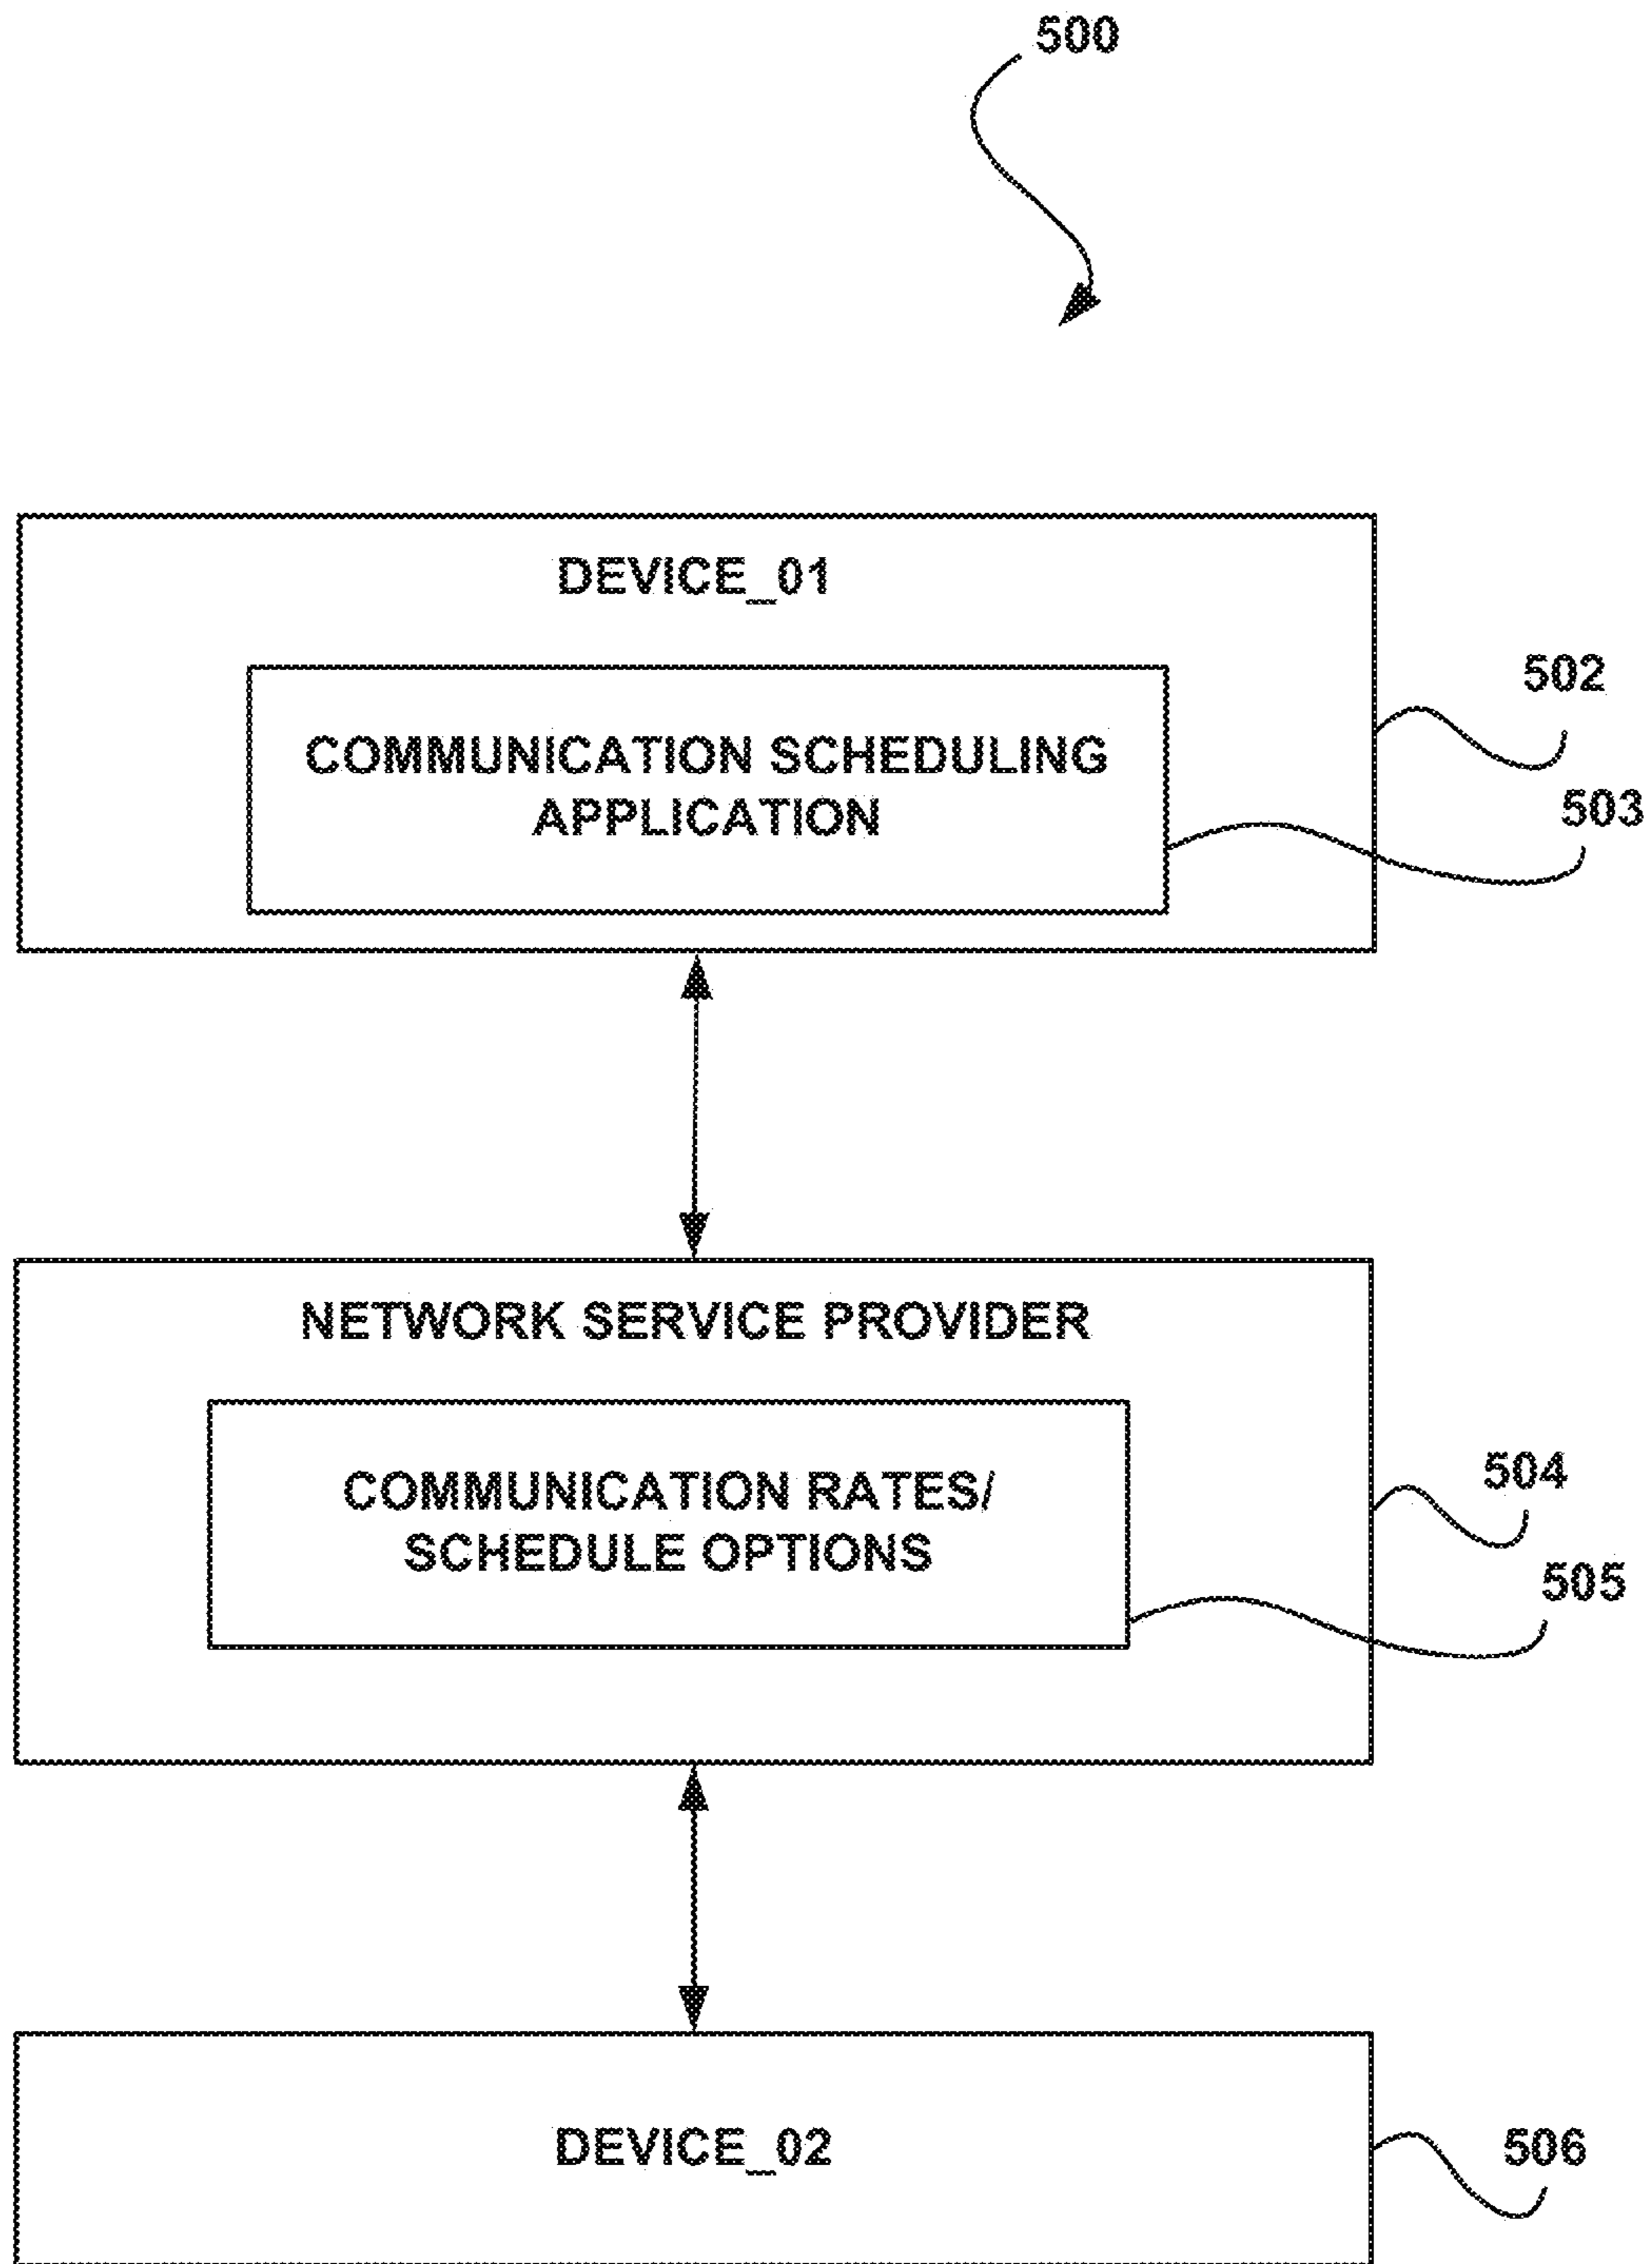 500
DEVICE_01
502
COMMUNICATION SCHEDULING
APPLICATION
503
NETWORK SERVICE PROVIDER
504
COMMUNICATION RATES/
SCHEDULE OPTIONS
505
DEVICE_02
506